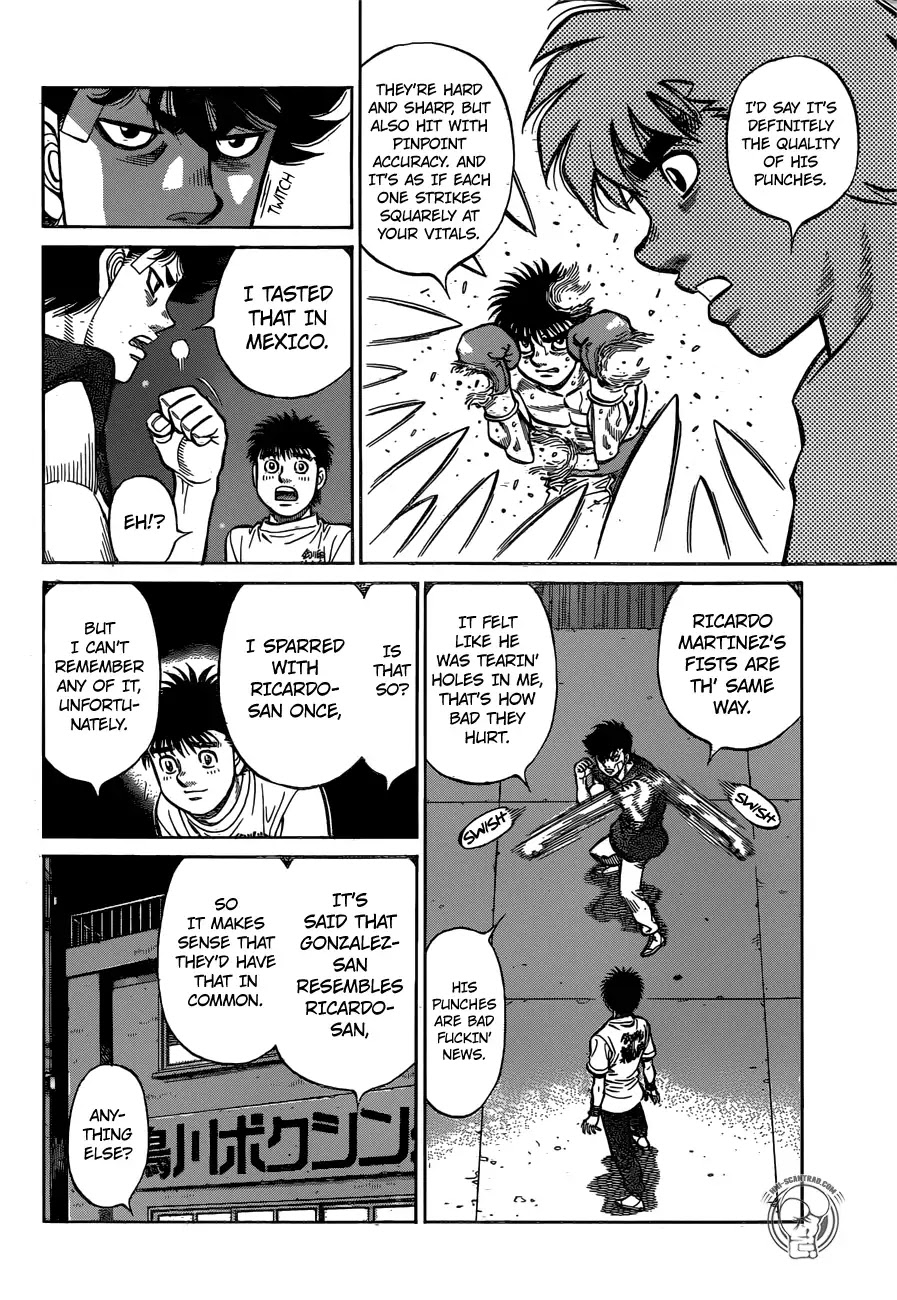 I'D SAY IT'S
DEFINITELY
THE QUALITY
OF HIS
PUNCHES.
THEY'RE HARD
AND SHARP, BUT
ALSO HIT WITH
PINPOINT
ACCURACY. AND
IT'S AS IF EACH
ONE STRIKES
SQUARELY AT
YOUR VITALS.
TWITCH
I TASTED
THAT IN
MEXICO.
EH!?
RICARDO
MARTINEZ'S
FISTS ARE
TH' SAME
WAY.
IT FELT
LIKE HE
WAS TEARIN'
HOLES IN ME,
THAT'S HOW
BAD THEY
HURT.
SWISH
SWISH
HIS
PUNCHES
ARE BAD
FUCKIN'
NEWS.
IS
THAT
SO?
I SPARRED
WITH
RICARDO-
SAN ONCE,
BUT
I CAN'T
REMEMBER
ANY OF IT,
UNFORTU-
NATELY.
IT'S
SAID THAT
GONZALEZ-
SAN
RESEMBLES
RICARDO-
SAN,
SO
IT MAKES
SENSE THAT
THEY'D HAVE
THAT IN
COMMON.
ANY-
THING
ELSE?
鴨川ボクシング